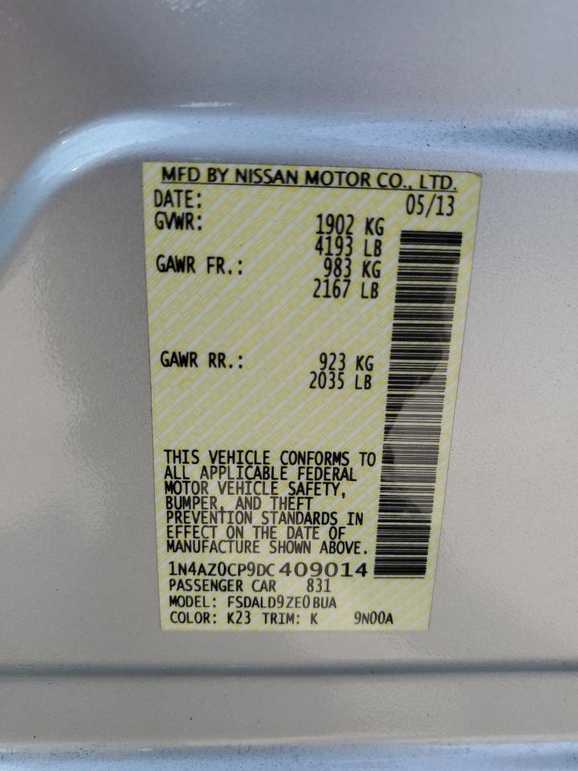 MFD BY NISSAN MOTOR CO., LTD.
DATE: 05/13
GVWR: 1902 KG
4193 LB
GAWR FR.: 983 KG
2167 LB
GAWR RR.: 923 KG
2035 LB
THIS VEHICLE CONFORMS TO
ALL APPLICABLE FEDERAL
MOTOR VEHICLE SAFETY,
BUMPER, AND THEFT
PREVENTION STANDARDS IN
EFFECT ON THE DATE OF
MANUFACTURE SHOWN ABOVE.
1N4AZ0CP9DC409014
PASSENGER CAR 831
MODEL: FSDALD9ZE0BUA
COLOR: K23 TRIM: K 9N00A